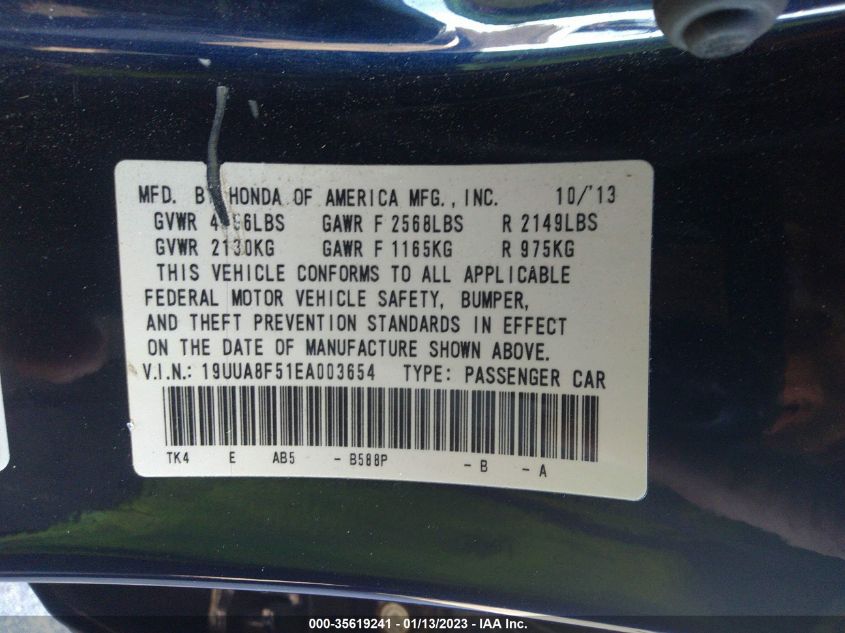 MFD. BY HONDA OF AMERICA MFG., INC. 10/'13
GVWR GAWR F 2568LBS R 2149LBS
GVWR 2130KG GAWR F 1165KG R 975KG
THIS VEHICLE CONFORMS TO ALL APPLICABLE
FEDERAL MOTOR VEHICLE SAFETY, BUMPER,
AND THEFT PREVENTION STANDARDS IN EFFECT
ON THE DATE OF MANUFACTURE SHOWN ABOVE.
V.I.N.: 19UUA8F51EA003654 TYPE: PASSENGER CAR
TK4 E AB5 - B588P - B - A
000-35619241 - 01/13/2023 - IAA Inc.